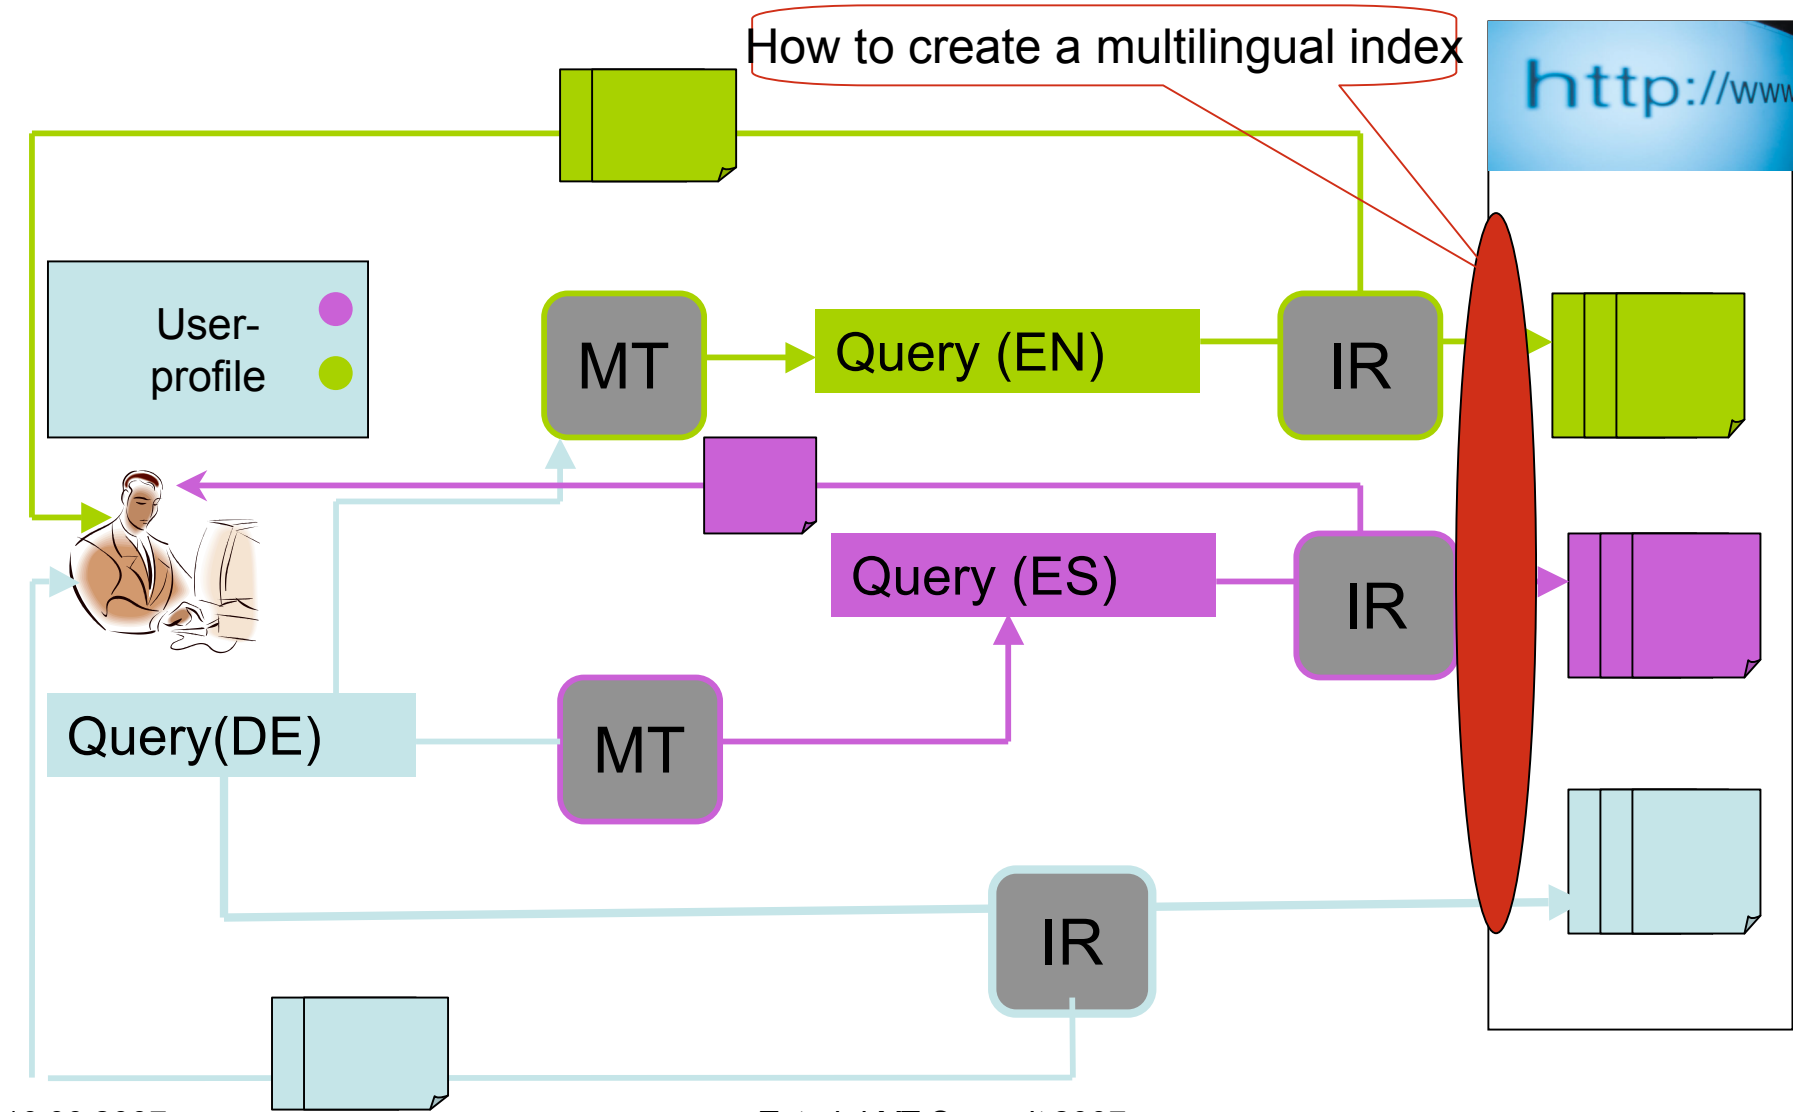 How to create a multilingual index
http://www
User-
profile
MT
Query (EN)
IR
Query (ES)
IR
Query(DE)
MT
IR